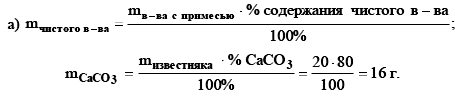 а) m чистого в–ва = m в–ва с примесью · % содержания чистого в – ва / 100% ;
m CaCO3 = m известняка · % CaCO3 / 100% = 20 · 80 / 100 = 16 г.